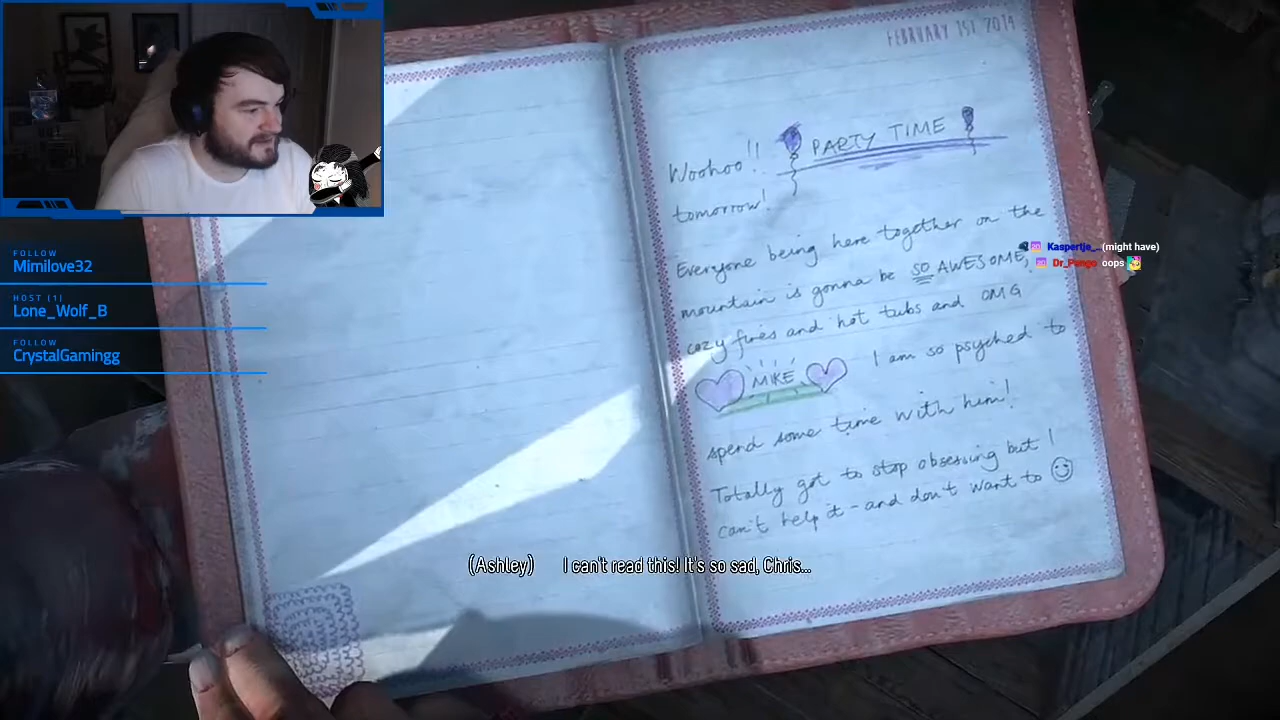 FEBRUARY 1ST 2014
Woohoo!! PARTY TIME
tomorrow!
Everyone being here together on the
mountain is gonna be SO AWESOME,
cozy fires and hot tubs and OMG
MIKE I am so psyched to
spend some time with him!
Totally got to stop obsessing but I
can't help it - and don't want to
(Ashley) I can't read this! It's so sad, Chris...
FOLLOW
Mimilove32
HOST (1)
Lone_Wolf_B
FOLLOW
CrystalGamingg
Kaspertje_.. (might have)
Dr_Pongo oops